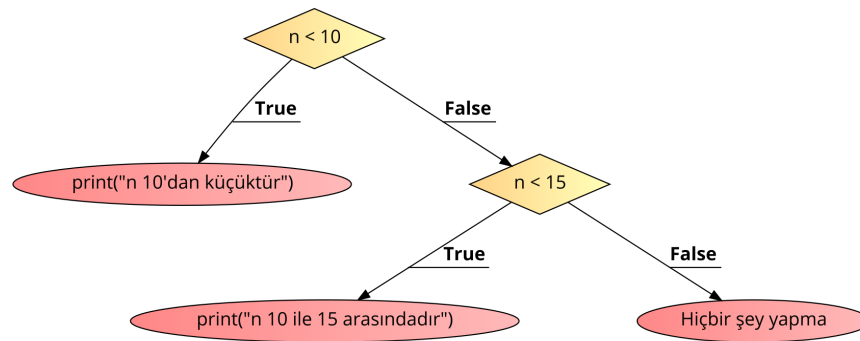 n < 10
True
False
print("n 10'dan küçüktür")
n < 15
True
False
print("n 10 ile 15 arasındadır")
Hiçbir şey yapma